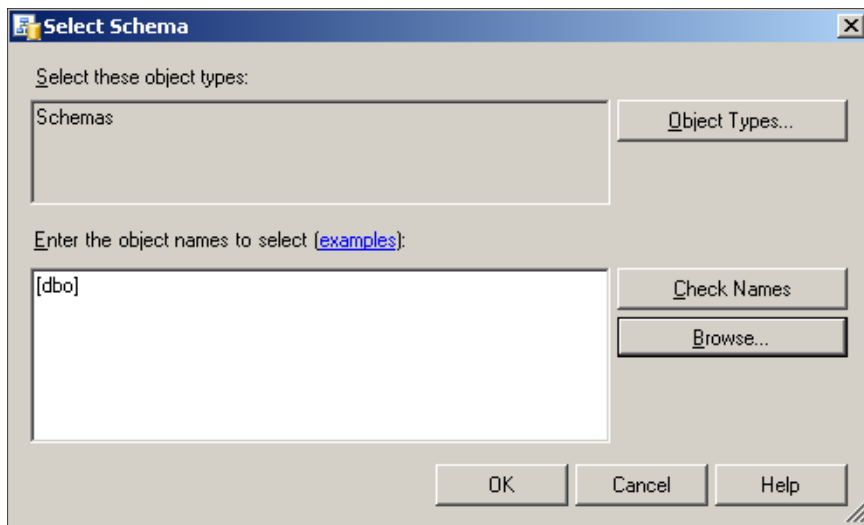 Select Schema
Select these object types:
Schemas
Object Types...
Enter the object names to select (examples):
[dbo]
Check Names
Browse...
OK
Cancel
Help